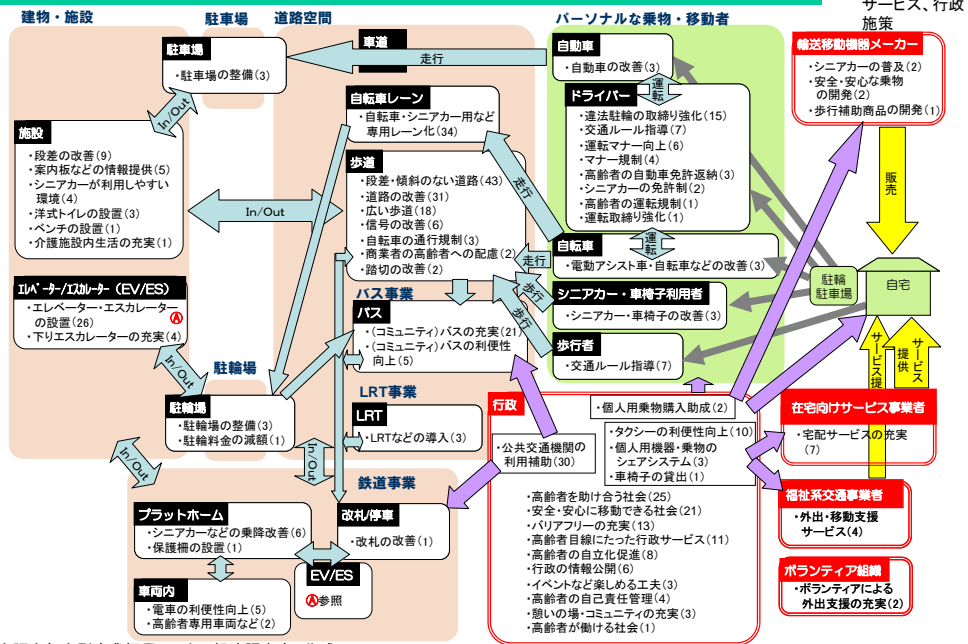 サービス、行政
施策
建物・施設
駐車場
道路空間
パーソナルな乗物・移動者
駐車場
・駐車場の整備(3)
In/Out
施設
・段差の改善(9)
・案内板などの情報提供(5)
・シニアカーが利用しやすい
環境(4)
・洋式トイレの設置(3)
・ベンチの設置(1)
・介護施設内生活の充実(1)
In/Out
エレベーター/エスカレーター (EV/ES)
・エレベーター・エスカレーター
の設置(26)
Ⓐ
・下りエスカレーターの充実(4)
In/Out
駐輪場
駐輪場
・駐輪場の整備(3)
・駐輪料金の減額(1)
In/Out
In/Out
車道
走行
自転車レーン
・自転車・シニアカー用など
専用レーン化(34)
歩道
・段差・傾斜のない道路(43)
・道路の改善(31)
・広い歩道(18)
・信号の改善(6)
・自転車の通行規制(3)
・商業者の高齢者への配慮(2)
・踏切の改善(2)
走行
走行
歩行
歩行
バス事業
バス
・(コミュニティ)バスの充実(21)
・(コミュニティ)バスの利便性
向上(5)
LRT事業
LRT
・LRTなどの導入(3)
鉄道事業
プラットホーム
・シニアカーなどの乗降改善(6)
・保護柵の設置(1)
改札/停車
・改札の改善(1)
EV/ES
Ⓐ参照
車両内
・電車の利便性向上(5)
・高齢者専用車両など(2)
自動車
・自動車の改善(3)
運転
ドライバー
・違法駐輪の取締り強化(15)
・交通ルール指導(7)
・運転マナー向上(6)
・マナー規制(4)
・高齢者の自動車免許返納(3)
・シニアカーの免許制(2)
・高齢者の運転規制(1)
・運転取締り強化(1)
運転
自転車
・電動アシスト車・自転車などの改善(3)
シニアカー・車椅子利用者
・シニアカー・車椅子の改善(3)
歩行者
・交通ルール指導(7)
駐輪
駐車場
自宅
輸送移動機器メーカー
・シニアカーの普及(2)
・安全・安心な乗物
の開発(2)
・歩行補助商品の開発(1)
販売
サービス提
サービス
提供
行政
・個人用乗物購入助成(2)
・タクシーの利便性向上(10)
・個人用機器・乗物の
シェアシステム(3)
・車椅子の貸出(1)
・公共交通機関の
利用補助(30)
・高齢者を助け合う社会(25)
・安全・安心に移動できる社会(21)
・バリアフリーの充実(13)
・高齢者目線にたった行政サービス(11)
・高齢者の自立化促進(8)
・行政の情報公開(6)
・イベントなど楽しめる工夫(3)
・高齢者の自己責任管理(4)
・憩いの場・コミュニティの充実(3)
・高齢者が働ける社会(1)
在宅向けサービス事業者
・宅配サービスの充実
(7)
福祉系交通事業者
・外出・移動支援
サービス(4)
ボランティア組織
・ボランティアによる
外出支援の充実(2)